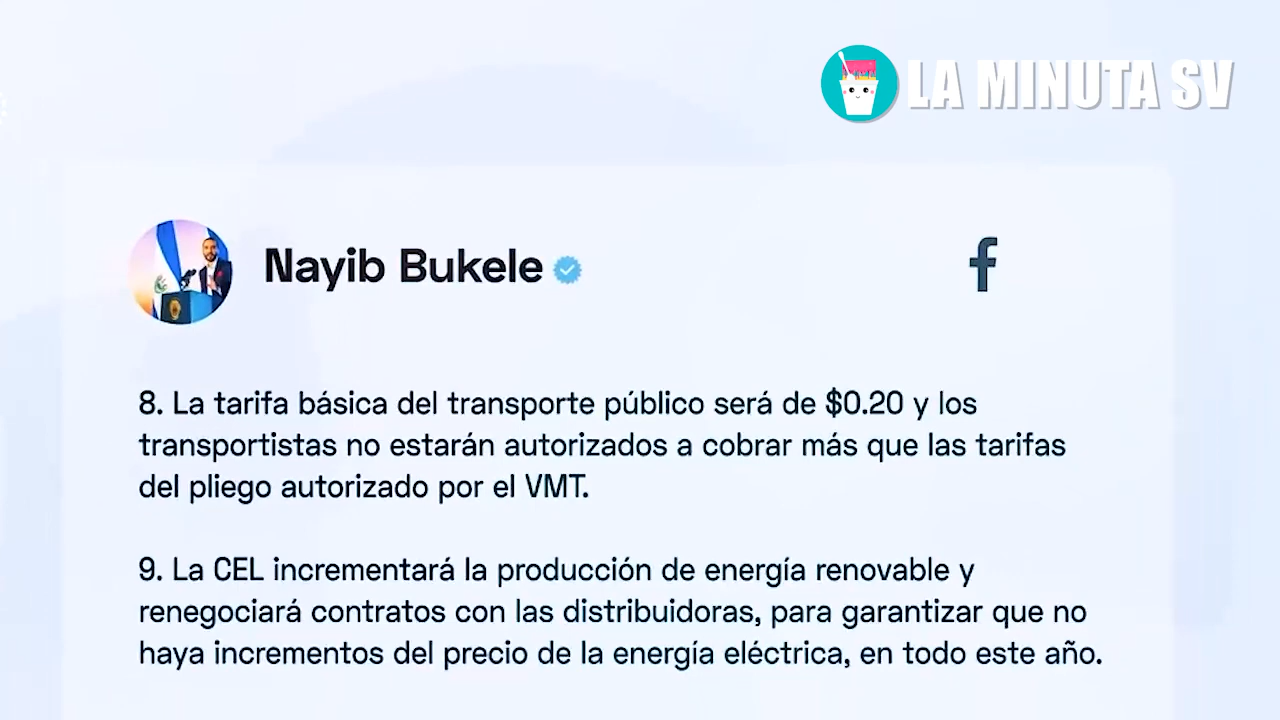 LA MINUTA SV
Nayib Bukele
8. La tarifa básica del transporte público será de $0.20 y los
transportistas no estarán autorizados a cobrar más que las tarifas
del pliego autorizado por el VMT.
9. La CEL incrementará la producción de energía renovable y
renegociará contratos con las distribuidoras, para garantizar que no
haya incrementos del precio de la energía eléctrica, en todo este año.